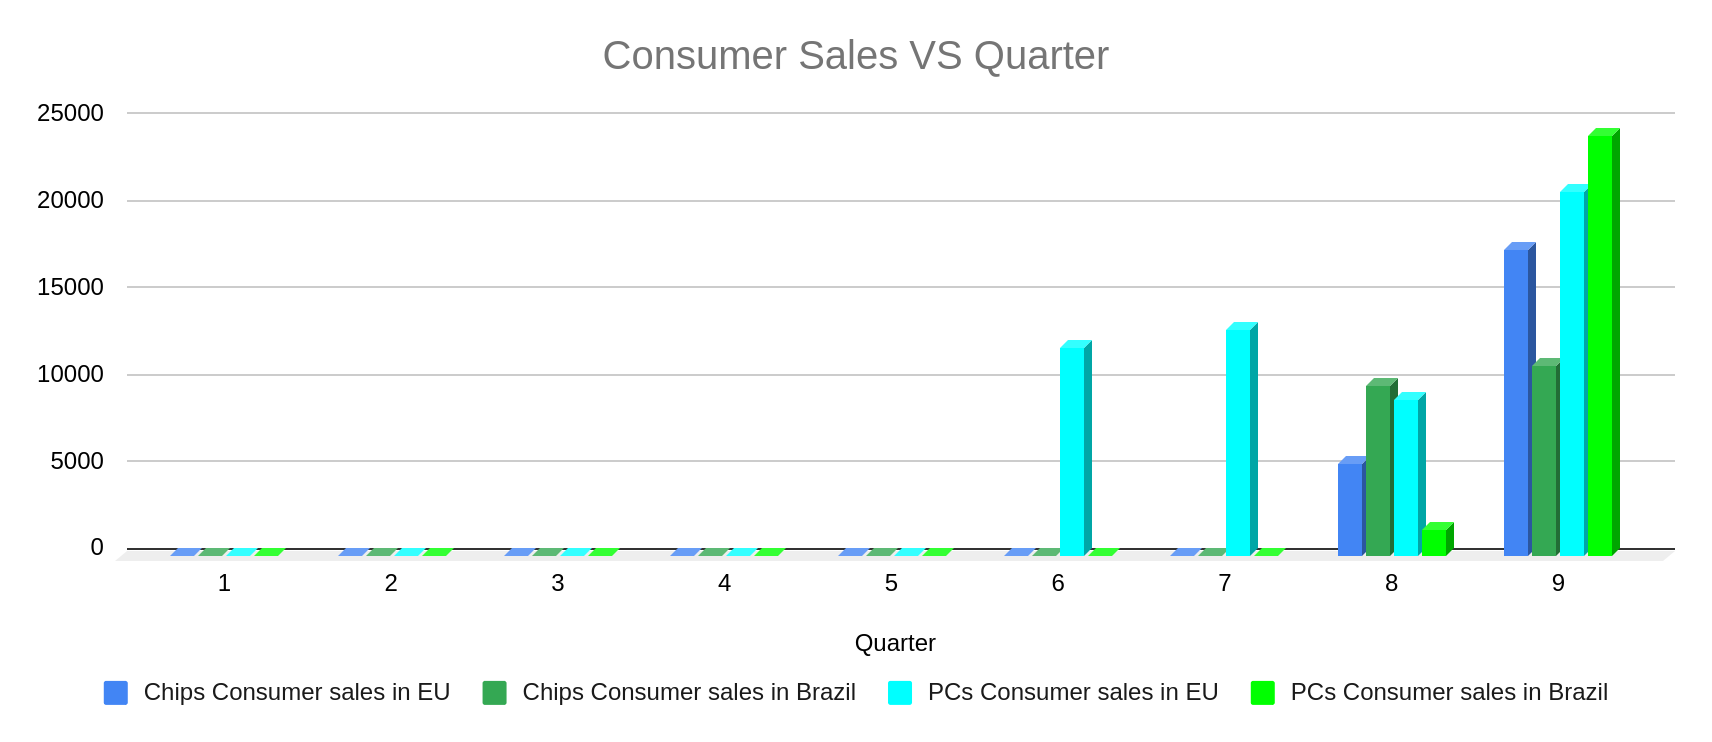 Consumer Sales VS Quarter
25000
20000
15000
10000
5000
0
1 2 3 4 5 6 7 8 9
Quarter
Chips Consumer sales in EU Chips Consumer sales in Brazil PCs Consumer sales in EU PCs Consumer sales in Brazil